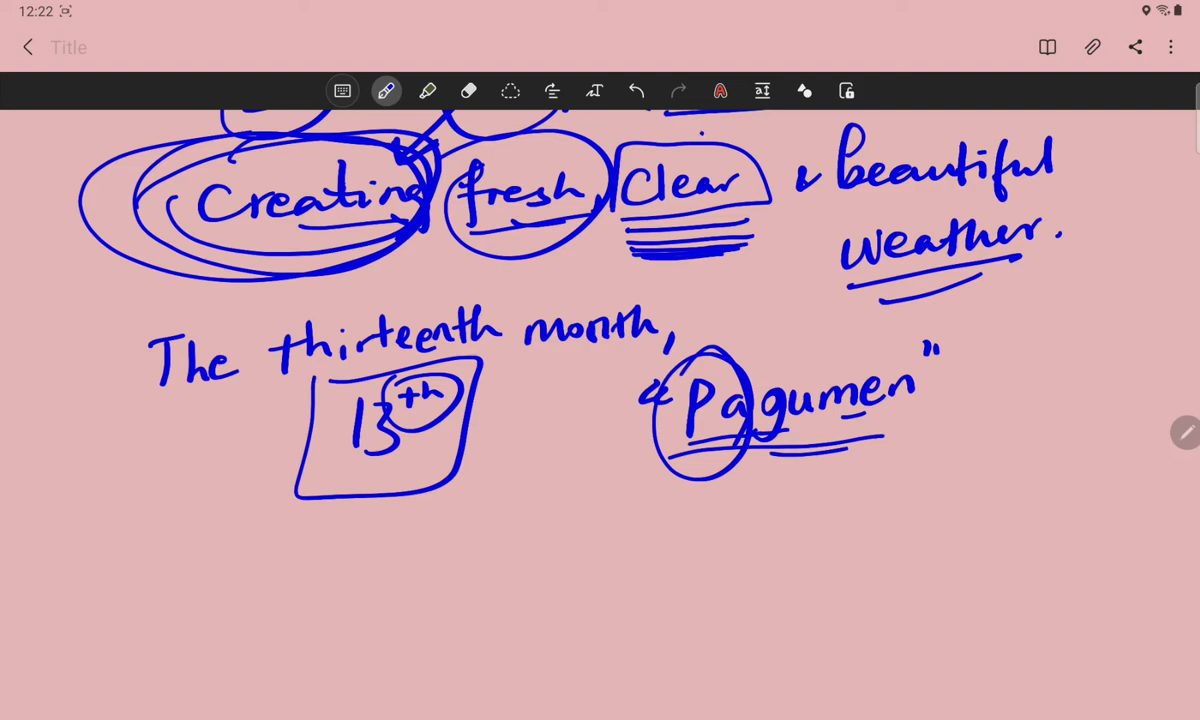 12:22
Title
Creating fresh, Clear & beautiful
weather.
The thirteenth month,
13th "Pagumen"